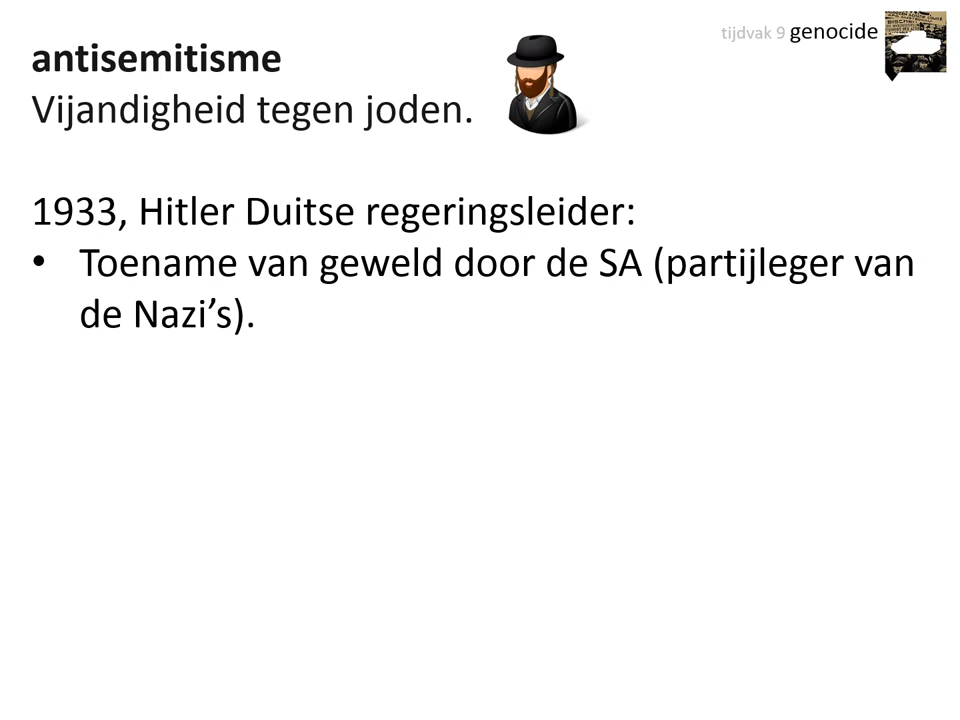 tijdvak 9 genocide
antisemitisme
Vijandigheid tegen joden.
1933, Hitler Duitse regeringsleider:
• Toename van geweld door de SA (partijleger van
de Nazi’s).